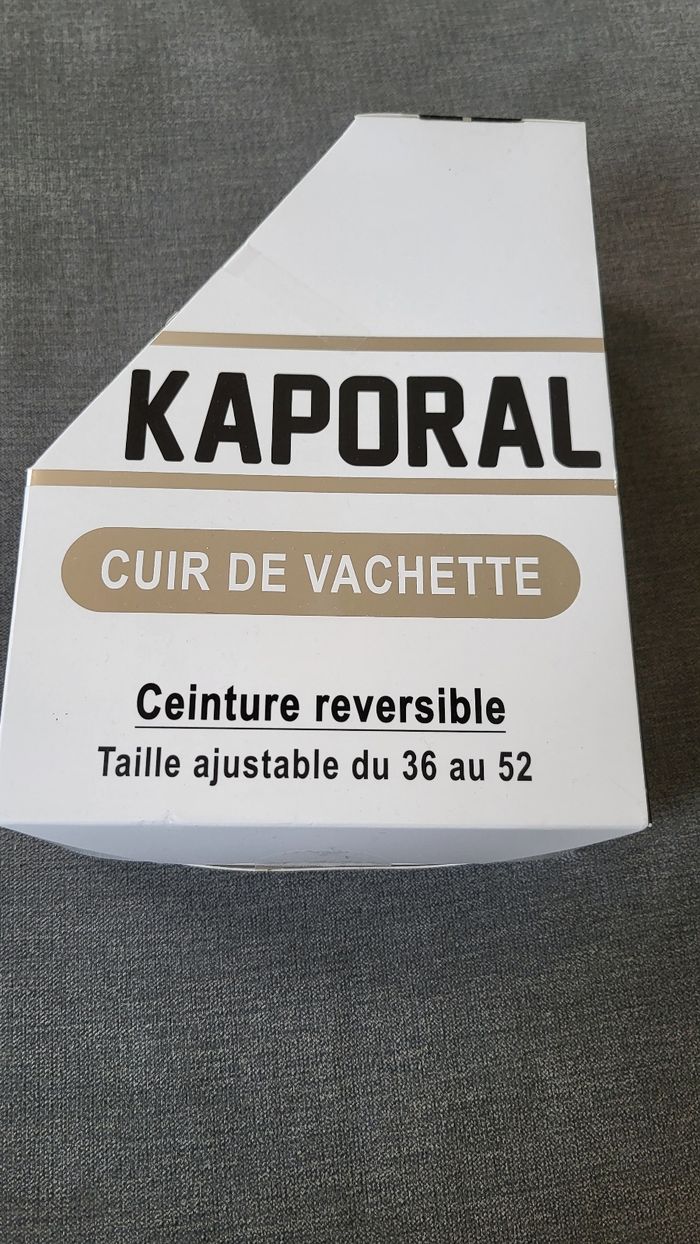 KAPORAL
CUIR DE VACHETTE
Ceinture reversible
Taille ajustable du 36 au 52